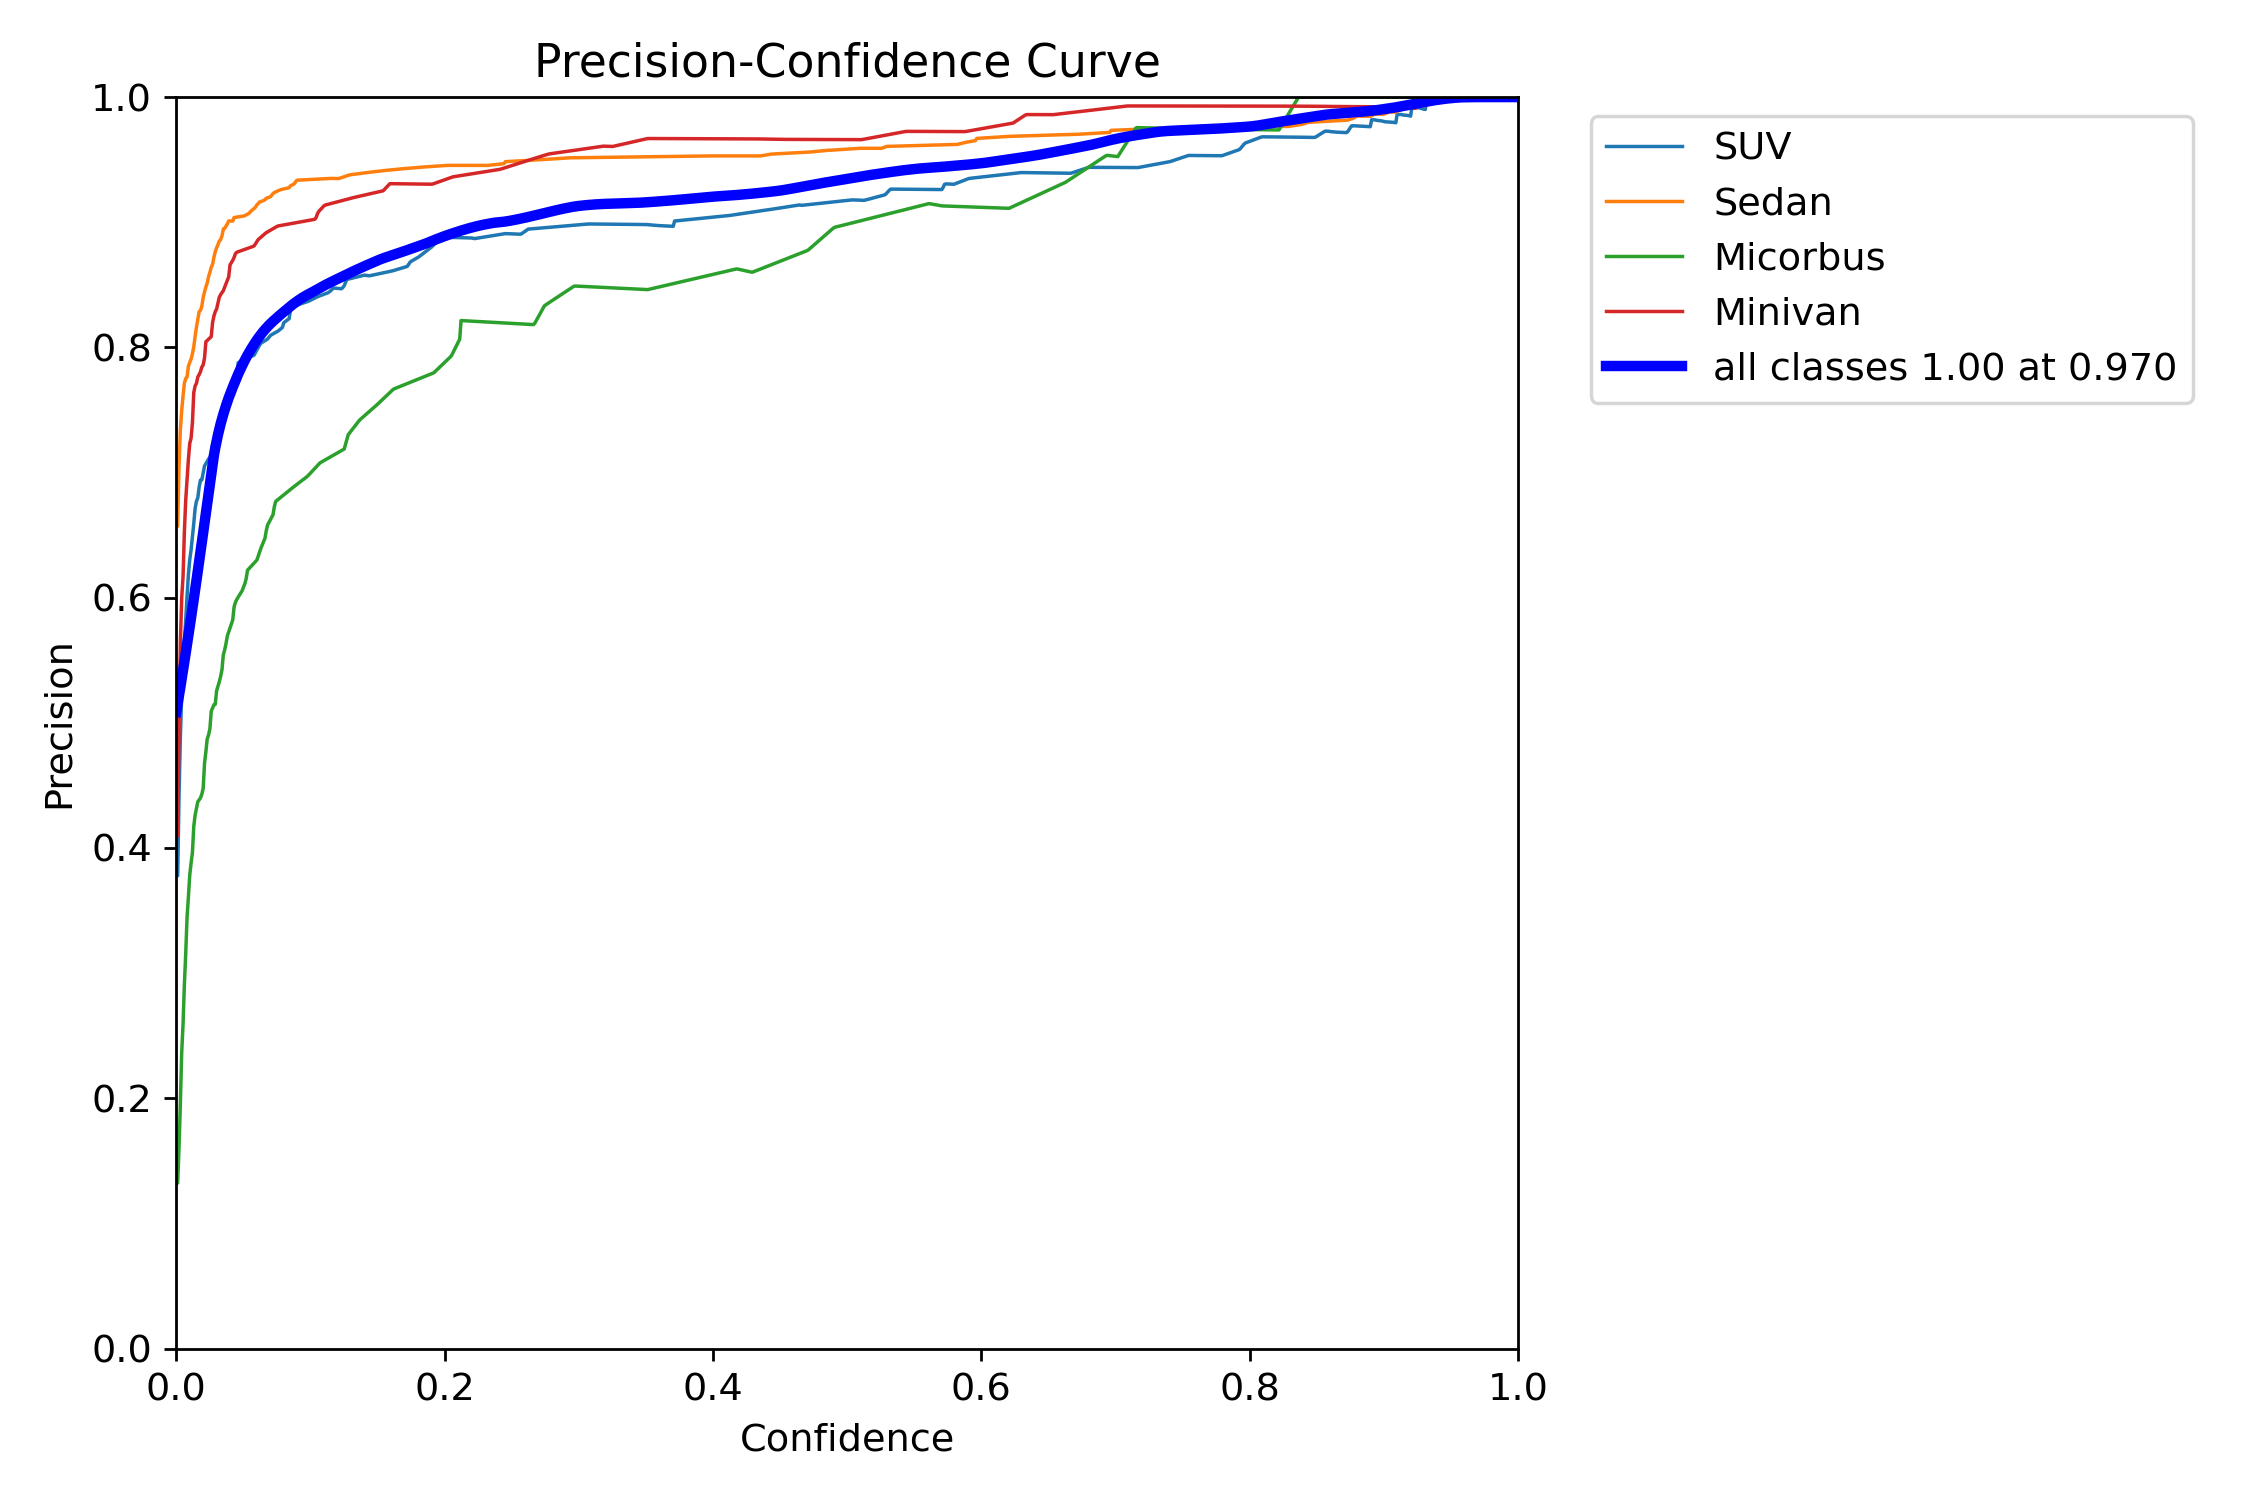 Precision-Confidence Curve
1.0
0.8
0.6
0.4
0.2
0.0
Precision
0.0 0.2 0.4 0.6 0.8 1.0
Confidence
SUV
Sedan
Micorbus
Minivan
all classes 1.00 at 0.970